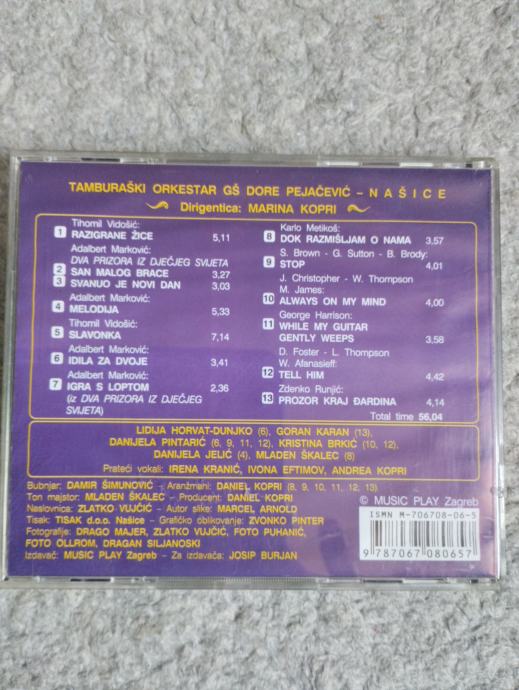 TAMBURAŠKI ORKESTAR GŠ DORE PEJAČEVIĆ – NAŠICE
Dirigentica: MARINA KOPRI
Tihomil Vidošić:
1 RAZIGRANE ŽICE 5,11
Adalbert Marković:
DVA PRIZORA IZ DJEČJEG SVIJETA
2 SAN MALOG BRACE 3,27
3 SVANUO JE NOVI DAN 3,03
Adalbert Marković:
4 MELODIJA 5,33
Tihomil Vidošić:
5 SLAVONKA 7,14
Adalbert Marković:
6 IDILA ZA DVOJE 3,41
Adalbert Marković:
7 IGRA S LOPTOM 2,36
(iz DVA PRIZORA IZ DJEČJEG
SVIJETA)
Karlo Metikoš:
8 DOK RAZMIŠLJAM O NAMA 3,57
S. Brown - G. Sutton - B. Brody:
9 STOP 4,01
J. Christopher - W. Thompson
M. James:
10 ALWAYS ON MY MIND 4,00
George Harrison:
11 WHILE MY GUITAR
GENTLY WEEPS 3,58
D. Foster - L. Thompson
W. Afanasieff:
12 TELL HIM 4,42
Zdenko Runjić:
13 PROZOR KRAJ ĐARDINA 4,14
Total time 56,04
LIDIJA HORVAT-DUNJKO (6), GORAN KARAN (13),
DANIJELA PINTARIĆ (6, 9, 11, 12), KRISTINA BRKIĆ (10, 12),
DANIJELA JELIĆ (4), MLADEN ŠKALEC (8)
Prateći vokali: IRENA KRANIĆ, IVONA EFTIMOV, ANDREA KOPRI
Bubnjar: DAMIR ŠIMUNOVIĆ – Aranžmani: DANIEL KOPRI (8, 9, 10, 11, 12, 13)
Ton majstor: MLADEN ŠKALEC – Producent: DANIEL KOPRI
Naslovnica: ZLATKO VUJČIĆ – Autor slike: MARCEL ARNOLD
Tisak: TISAK d.o.o. Našice – Grafičko oblikovanje: ZVONKO PINTER
Fotografije: DRAGO MAJER, ZLATKO VUJČIĆ, FOTO PUHANIĆ,
FOTO OLLROM, DRAGAN SILJANOSKI
Izdavač: MUSIC PLAY Zagreb – Za izdavača: JOSIP BURJAN
© MUSIC PLAY Zagreb
ISMN M-706708-06-5
9 787067 080657